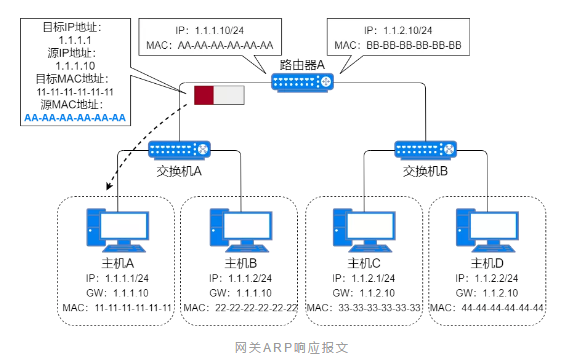 目标IP地址：
1.1.1.1
源IP地址：
1.1.1.10
目标MAC地址：
11-11-11-11-11-11
源MAC地址：
AA-AA-AA-AA-AA-AA
IP：1.1.1.10/24
MAC：AA-AA-AA-AA-AA-AA
IP：1.1.2.10/24
MAC：BB-BB-BB-BB-BB-BB
路由器A
交换机A
交换机B
主机A
IP：1.1.1.1/24
GW：1.1.1.10
MAC：11-11-11-11-11-11
主机B
IP：1.1.1.2/24
GW：1.1.1.10
MAC：22-22-22-22-22-22
主机C
IP：1.1.2.1/24
GW：1.1.2.10
MAC：33-33-33-33-33-33
主机D
IP：1.1.2.2/24
GW：1.1.2.10
MAC：44-44-44-44-44-44
网关ARP响应报文